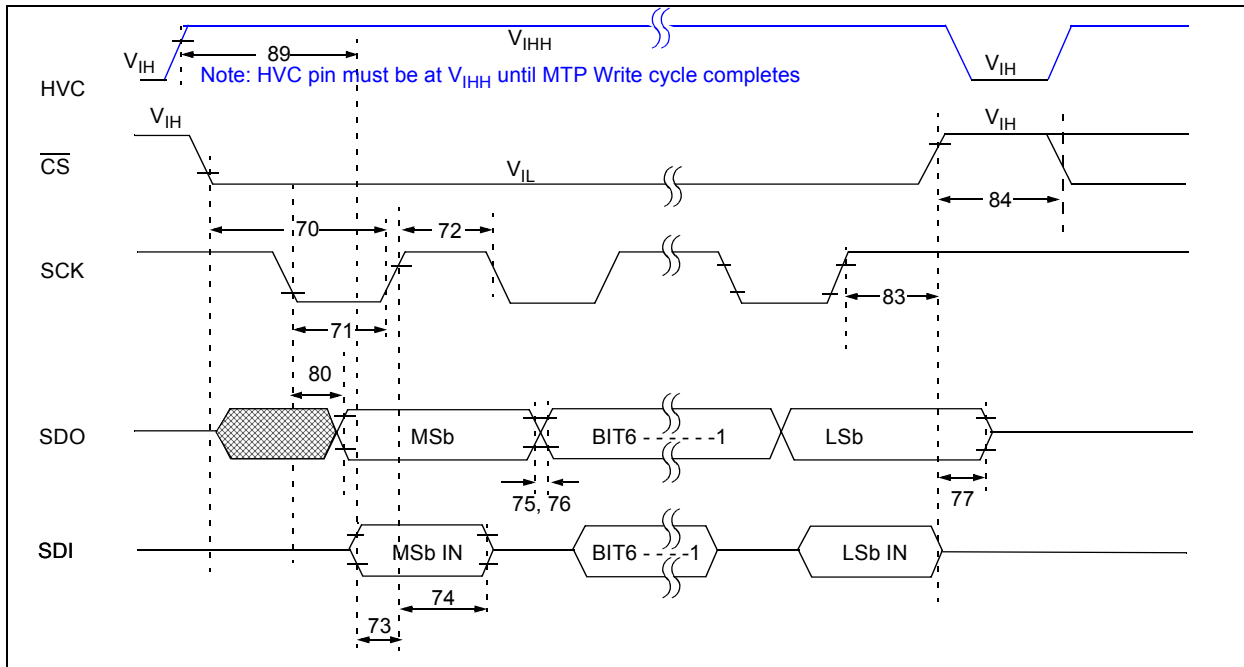 HVC
V_IH
89
V_IHH
V_IH
Note: HVC pin must be at V_IHH until MTP Write cycle completes
CS
V_IH
V_IL
V_IH
84
SCK
70
72
71
83
SDO
80
MSb
BIT6 - - - - - -1
LSb
75, 76
77
SDI
MSb IN
BIT6 - - - -1
LSb IN
74
73